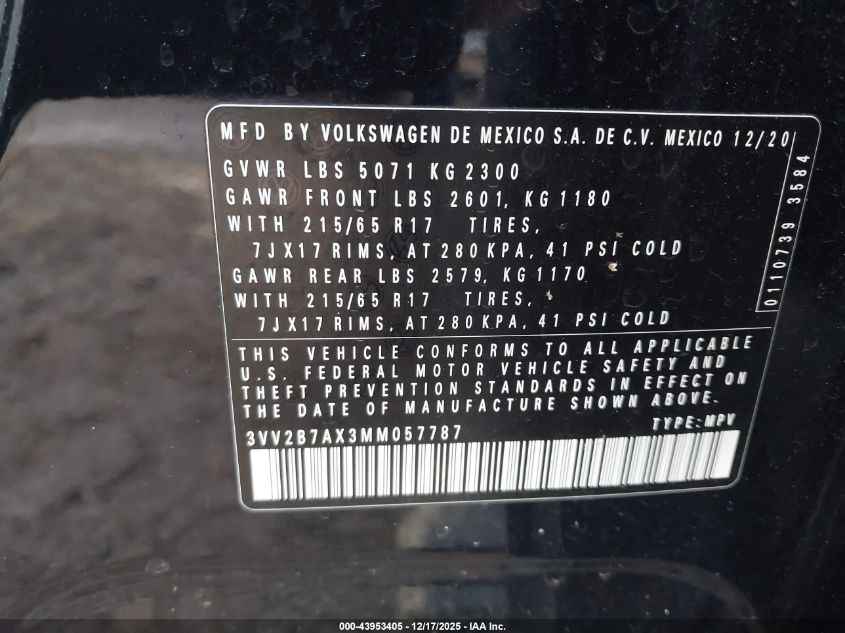 MFD BY VOLKSWAGEN DE MEXICO S.A. DE C.V. MEXICO 12/20
GVWR LBS 5071 KG 2300
GAWR FRONT LBS 2601, KG 1180
WITH 215/65 R17 TIRES,
7JX17 RIMS, AT 280 KPA, 41 PSI COLD
GAWR REAR LBS 2579, KG 1170
WITH 215/65 R17 TIRES,
7JX17 RIMS, AT 280 KPA, 41 PSI COLD
0110739 3584
THIS VEHICLE CONFORMS TO ALL APPLICABLE
U.S. FEDERAL MOTOR VEHICLE SAFETY AND
THEFT PREVENTION STANDARDS IN EFFECT ON
THE DATE OF MANUFACTURE SHOWN ABOVE.
3VV2B7AX3MM057787 TYPE: MPV
000-43953405 - 12/17/2025 - IAA Inc.